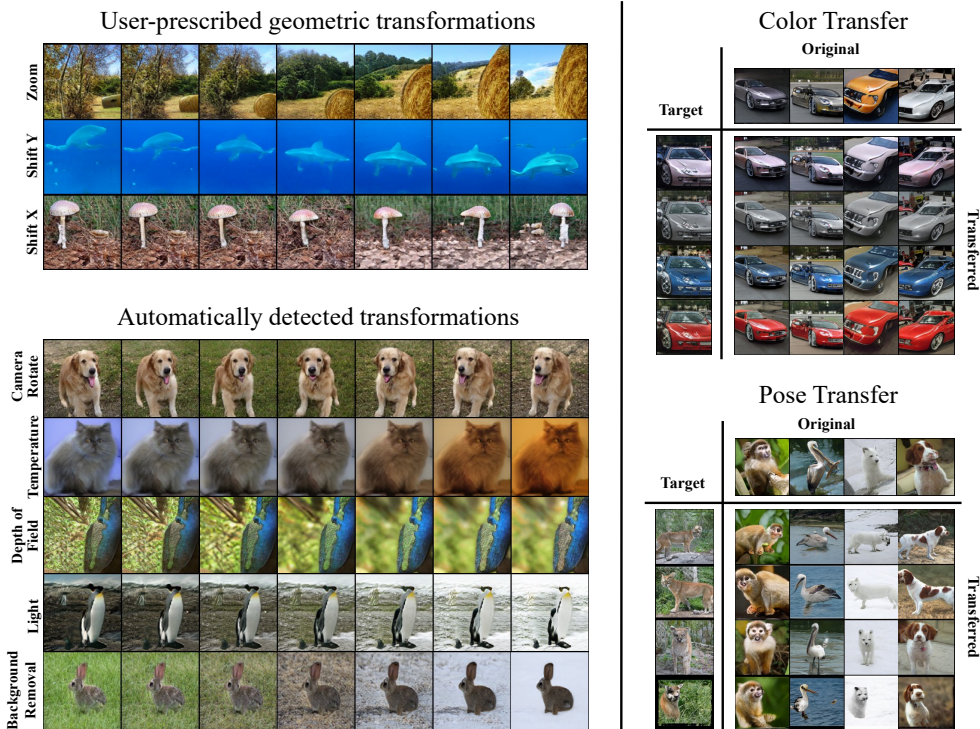 User-prescribed geometric transformations
Zoom
Shift Y
Shift X
Automatically detected transformations
Camera
Rotate
Temperature
Depth of
Field
Light
Background
Removal
Color Transfer
Original
Target
Transferred
Pose Transfer
Original
Target
Transferred